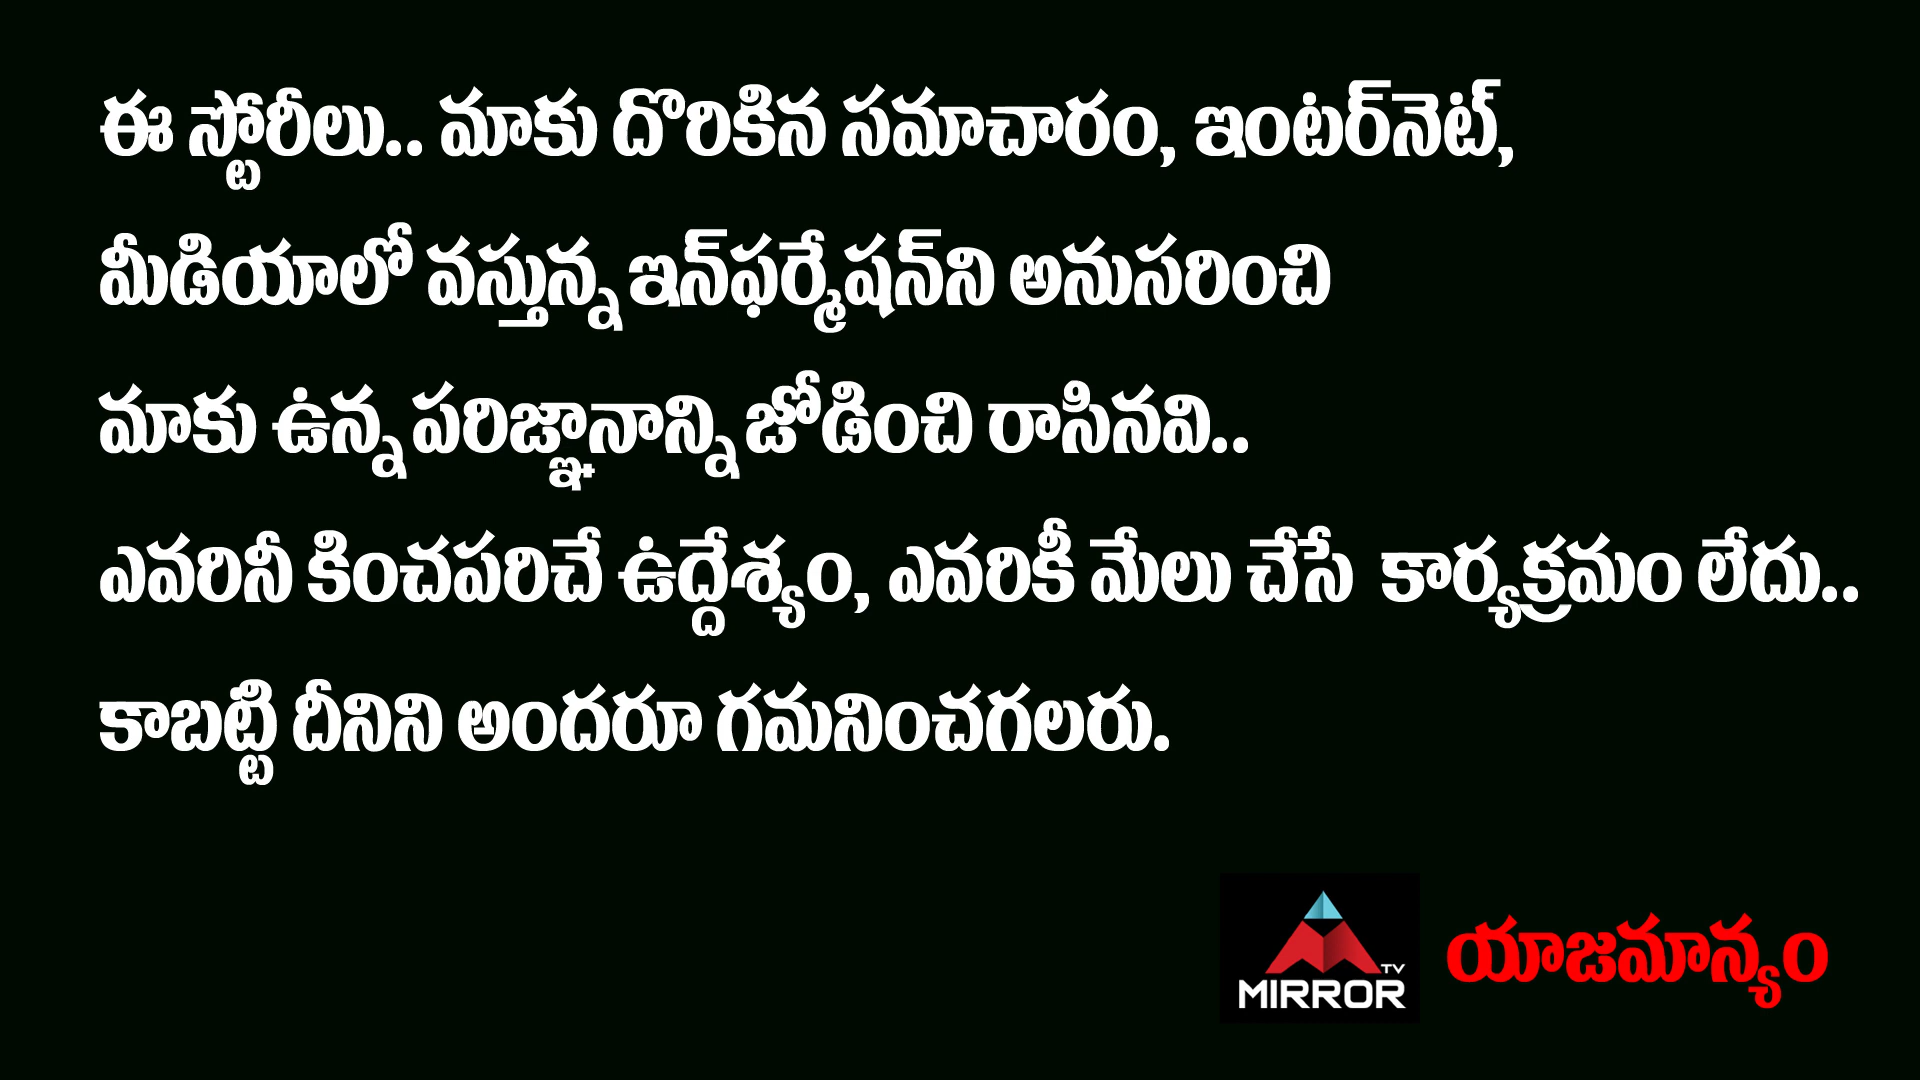 ఈ స్టోరీలు.. మాకు దొరికిన సమాచారం, ఇంటర్‌నెట్,
మీడియాలో వస్తున్న ఇన్‌ఫర్మేషన్‌ని అనుసరించి
మాకు ఉన్న పరిజ్ఞానాన్ని జోడించి రాసినవి..
ఎవరినీ కించపరిచే ఉద్దేశ్యం, ఎవరికీ మేలు చేసే కార్యక్రమం లేదు..
కాబట్టి దీనిని అందరూ గమనించగలరు.
TV
MIRROR
యాజమాన్యం